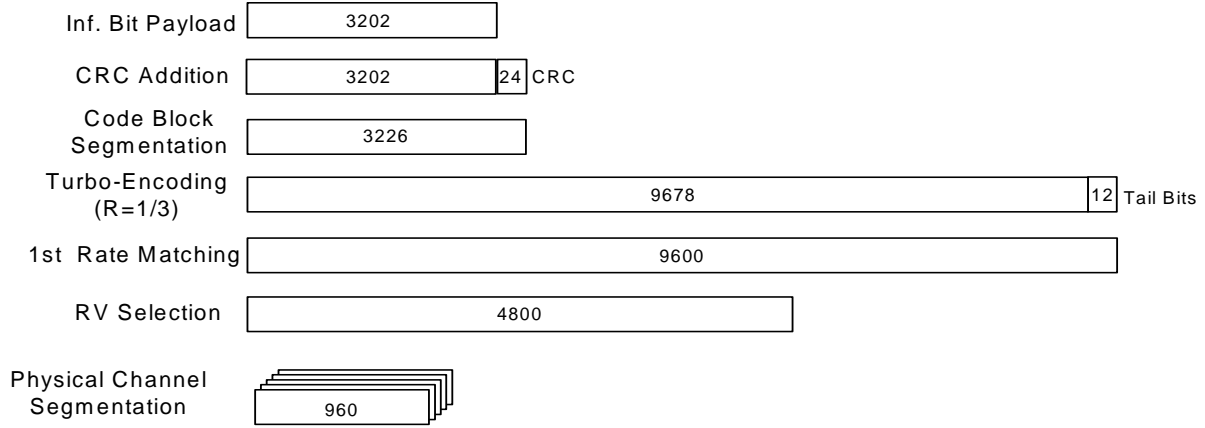 Inf. Bit Payload 3202
CRC Addition 3202 24 CRC
Code Block
Segmentation 3226
Turbo-Encoding
(R=1/3) 9678 12 Tail Bits
1st Rate Matching 9600
RV Selection 4800
Physical Channel
Segmentation 960